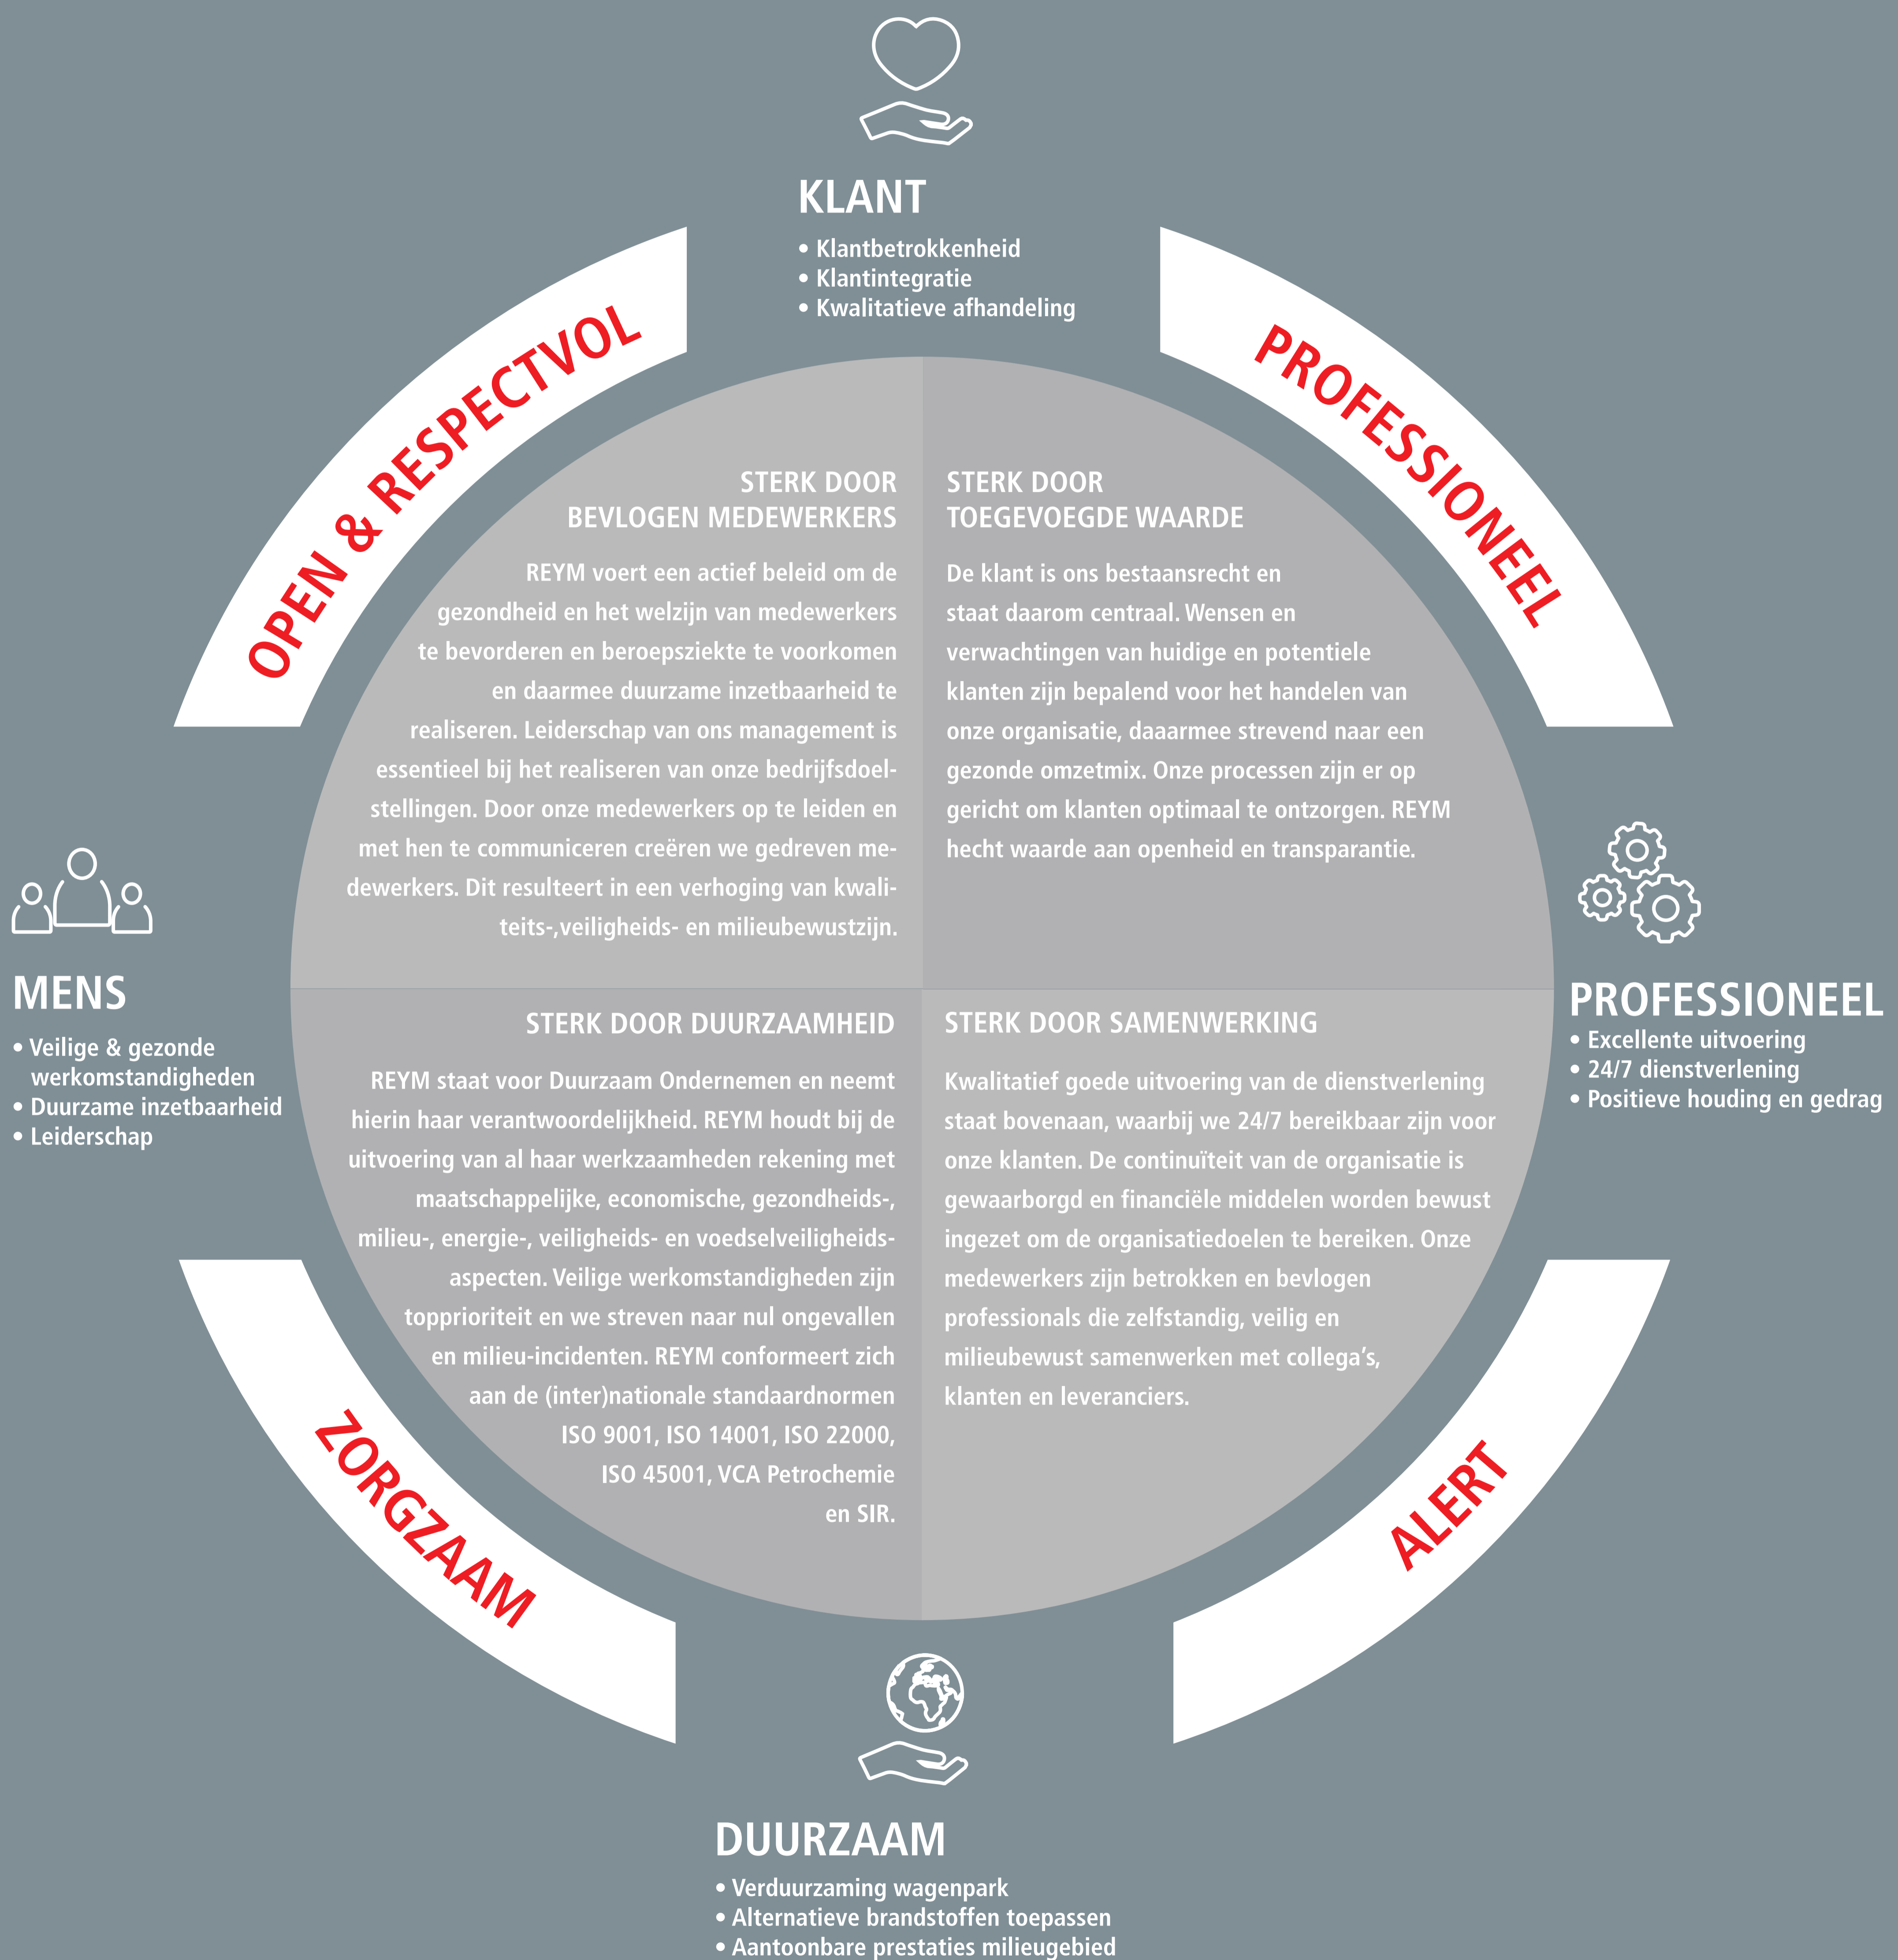 KLANT
• Klantbetrokkenheid
• Klantintegratie
• Kwalitatieve afhandeling
OPEN & RESPECTVOL
PROFESSIONEEL
STERK DOOR
BEVLOGEN MEDEWERKERS
REYM voert een actief beleid om de
gezondheid en het welzijn van medewerkers
te bevorderen en beroepsziekte te voorkomen
en daarmee duurzame inzetbaarheid te
realiseren. Leiderschap van ons management is
essentieel bij het realiseren van onze bedrijfsdoel-
stellingen. Door onze medewerkers op te leiden en
met hen te communiceren creëren we gedreven me-
dewerkers. Dit resulteert in een verhoging van kwali-
teits-,veiligheids- en milieubewustzijn.
STERK DOOR
TOEGEVOEGDE WAARDE
De klant is ons bestaansrecht en
staat daarom centraal. Wensen en
verwachtingen van huidige en potentiele
klanten zijn bepalend voor het handelen van
onze organisatie, daaarmee strevend naar een
gezonde omzetmix. Onze processen zijn er op
gericht om klanten optimaal te ontzorgen. REYM
hecht waarde aan openheid en transparantie.
MENS
• Veilige & gezonde
werkomstandigheden
• Duurzame inzetbaarheid
• Leiderschap
PROFESSIONEEL
• Excellente uitvoering
• 24/7 dienstverlening
• Positieve houding en gedrag
STERK DOOR DUURZAAMHEID
REYM staat voor Duurzaam Ondernemen en neemt
hierin haar verantwoordelijkheid. REYM houdt bij de
uitvoering van al haar werkzaamheden rekening met
maatschappelijke, economische, gezondheids-,
milieu-, energie-, veiligheids- en voedselveiligheids-
aspecten. Veilige werkomstandigheden zijn
topprioriteit en we streven naar nul ongevallen
en milieu-incidenten. REYM conformeert zich
aan de (inter)nationale standaardnormen
ISO 9001, ISO 14001, ISO 22000,
ISO 45001, VCA Petrochemie
en SIR.
STERK DOOR SAMENWERKING
Kwalitatief goede uitvoering van de dienstverlening
staat bovenaan, waarbij we 24/7 bereikbaar zijn voor
onze klanten. De continuïteit van de organisatie is
gewaarborgd en financiële middelen worden bewust
ingezet om de organisatiedoelen te bereiken. Onze
medewerkers zijn betrokken en bevlogen
professionals die zelfstandig, veilig en
milieubewust samenwerken met collega's,
klanten en leveranciers.
ZORGZAAM
ALERT
DUURZAAM
• Verduurzaming wagenpark
• Alternatieve brandstoffen toepassen
• Aantoonbare prestaties milieugebied